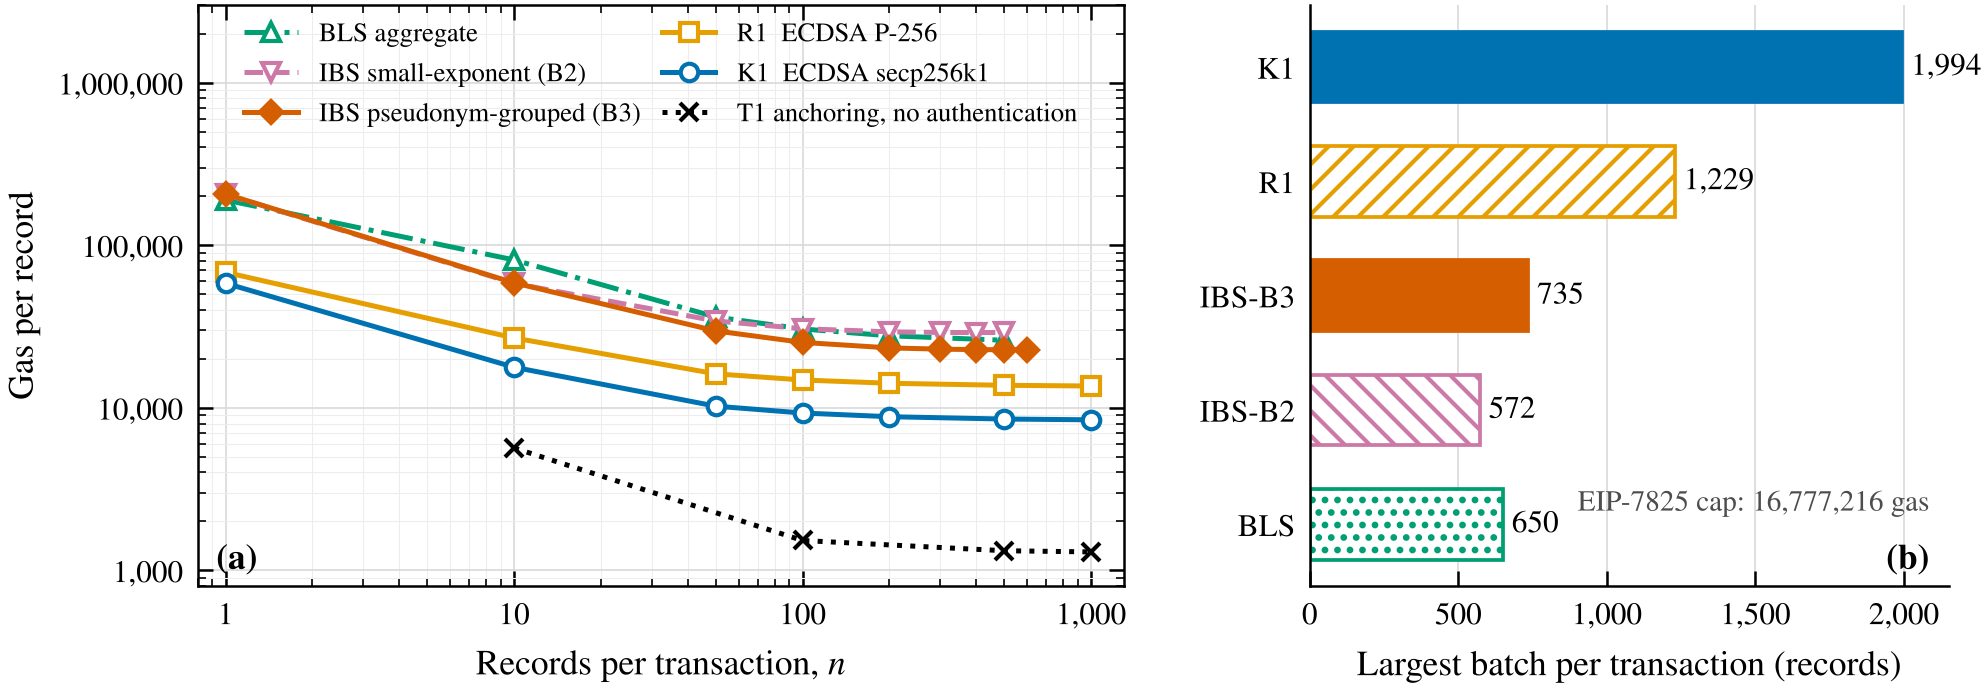 BLS aggregate
IBS small-exponent (B2)
IBS pseudonym-grouped (B3)
R1 ECDSA P-256
K1 ECDSA secp256k1
T1 anchoring, no authentication
Gas per record
1,000,000
100,000
10,000
1,000
(a)
1
10
100
1,000
Records per transaction, n
K1
1,994
R1
1,229
IBS-B3
735
IBS-B2
572
BLS
650
EIP-7825 cap: 16,777,216 gas
(b)
0
500
1,000
1,500
2,000
Largest batch per transaction (records)